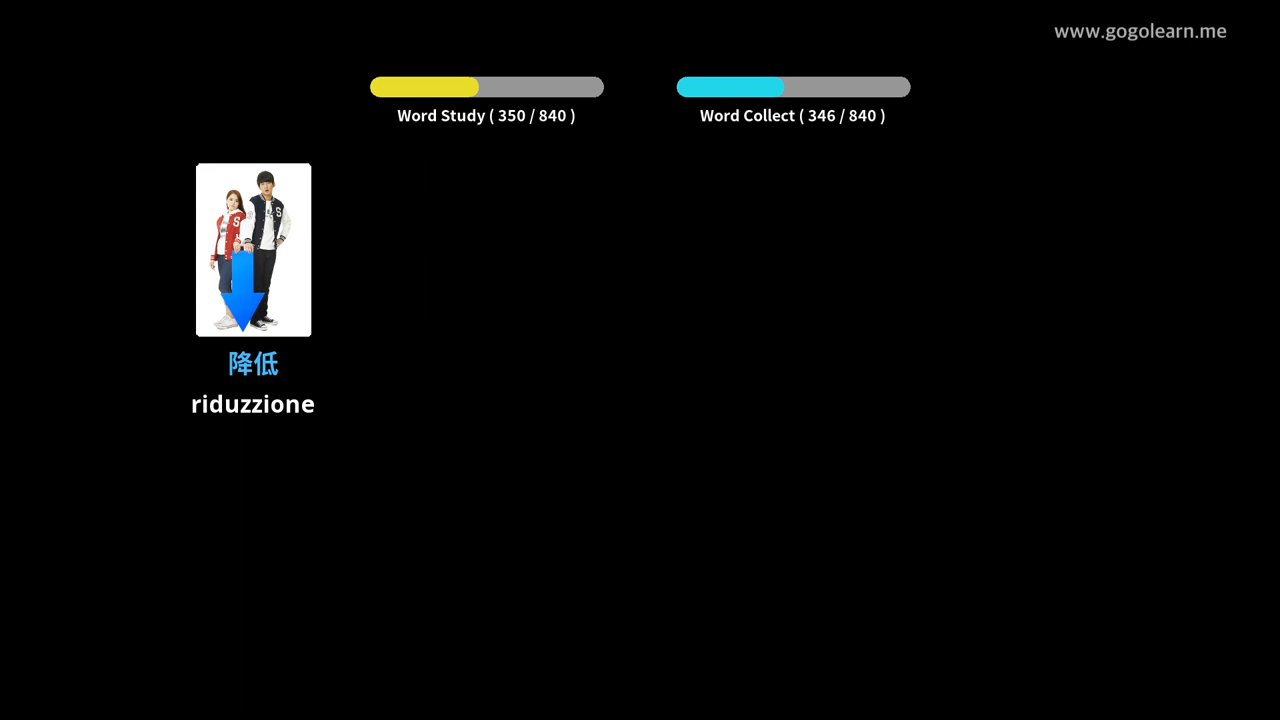 www.gogolearn.me
Word Study ( 350 / 840 )
Word Collect ( 346 / 840 )
S
S
降低
riduzzione